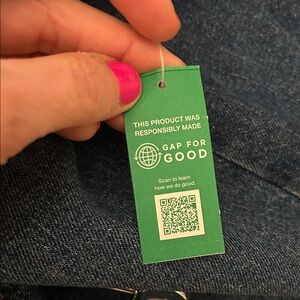 THIS PRODUCT WAS
RESPONSIBLY MADE
GAP FOR
GOOD
Scan to learn
how we do good.